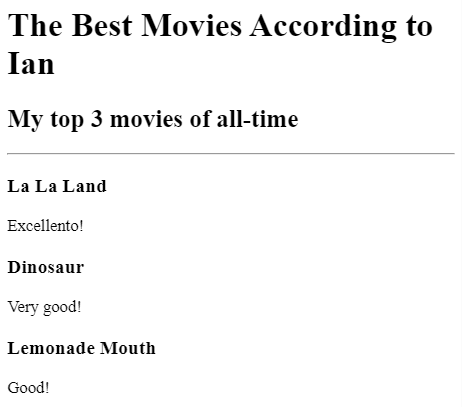 The Best Movies According to
Ian
My top 3 movies of all-time
La La Land
Excellento!
Dinosaur
Very good!
Lemonade Mouth
Good!